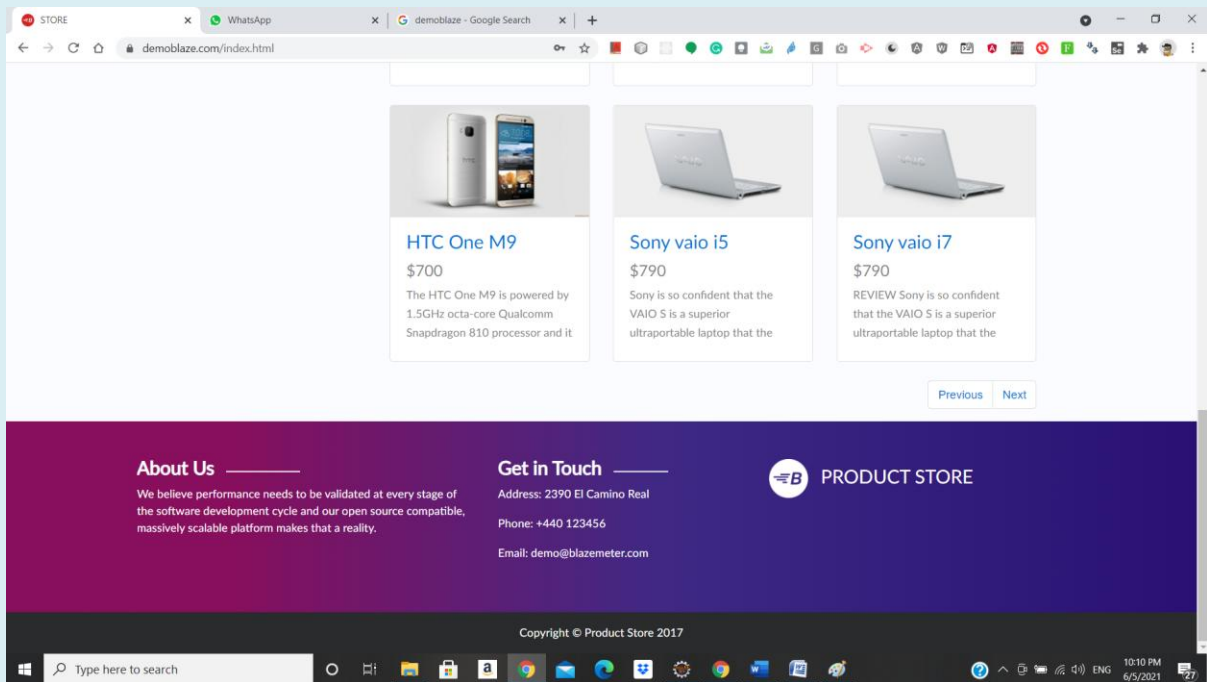 STORE
WhatsApp
demoblaze - Google Search
demoblaze.com/index.html
HTC One M9
$700
The HTC One M9 is powered by
1.5GHz octa-core Qualcomm
Snapdragon 810 processor and it
VAIO
Sony vaio i5
$790
Sony is so confident that the
VAIO S is a superior
ultraportable laptop that the
VAIO
Sony vaio i7
$790
REVIEW Sony is so confident
that the VAIO S is a superior
ultraportable laptop that the
Previous Next
About Us
We believe performance needs to be validated at every stage of
the software development cycle and our open source compatible,
massively scalable platform makes that a reality.
Get in Touch
Address: 2390 El Camino Real
Phone: +440 123456
Email: demo@blazemeter.com
B PRODUCT STORE
Copyright © Product Store 2017
Type here to search
ENG
10:10 PM
6/5/2021
27